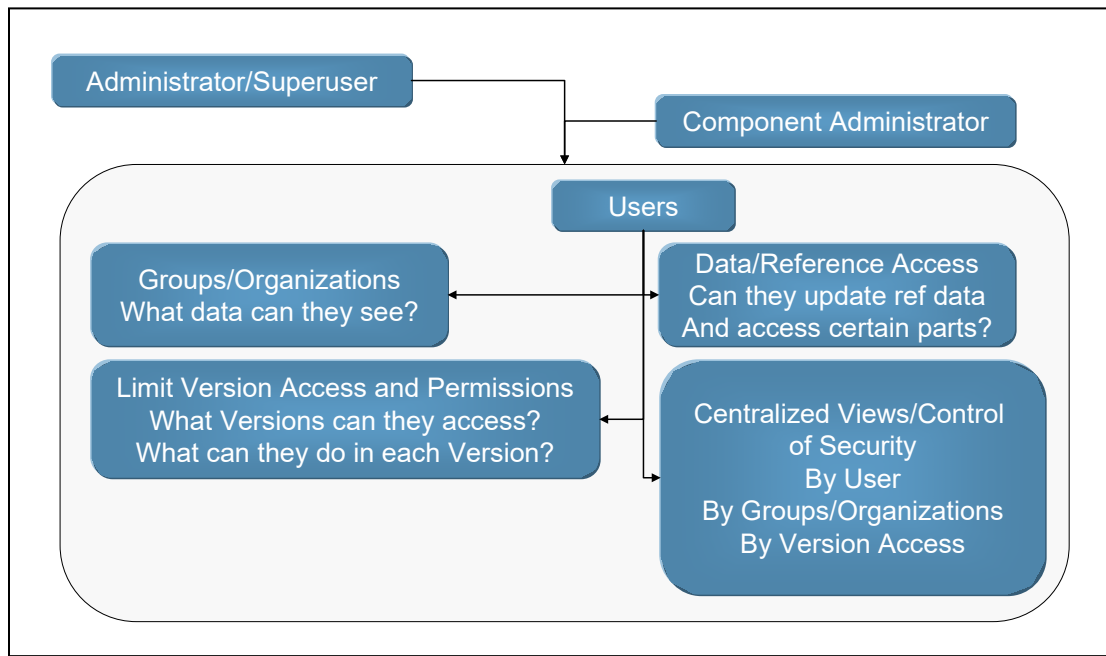 Administrator/Superuser
Component Administrator
Users
Groups/Organizations
What data can they see?
Data/Reference Access
Can they update ref data
And access certain parts?
Limit Version Access and Permissions
What Versions can they access?
What can they do in each Version?
Centralized Views/Control
of Security
By User
By Groups/Organizations
By Version Access